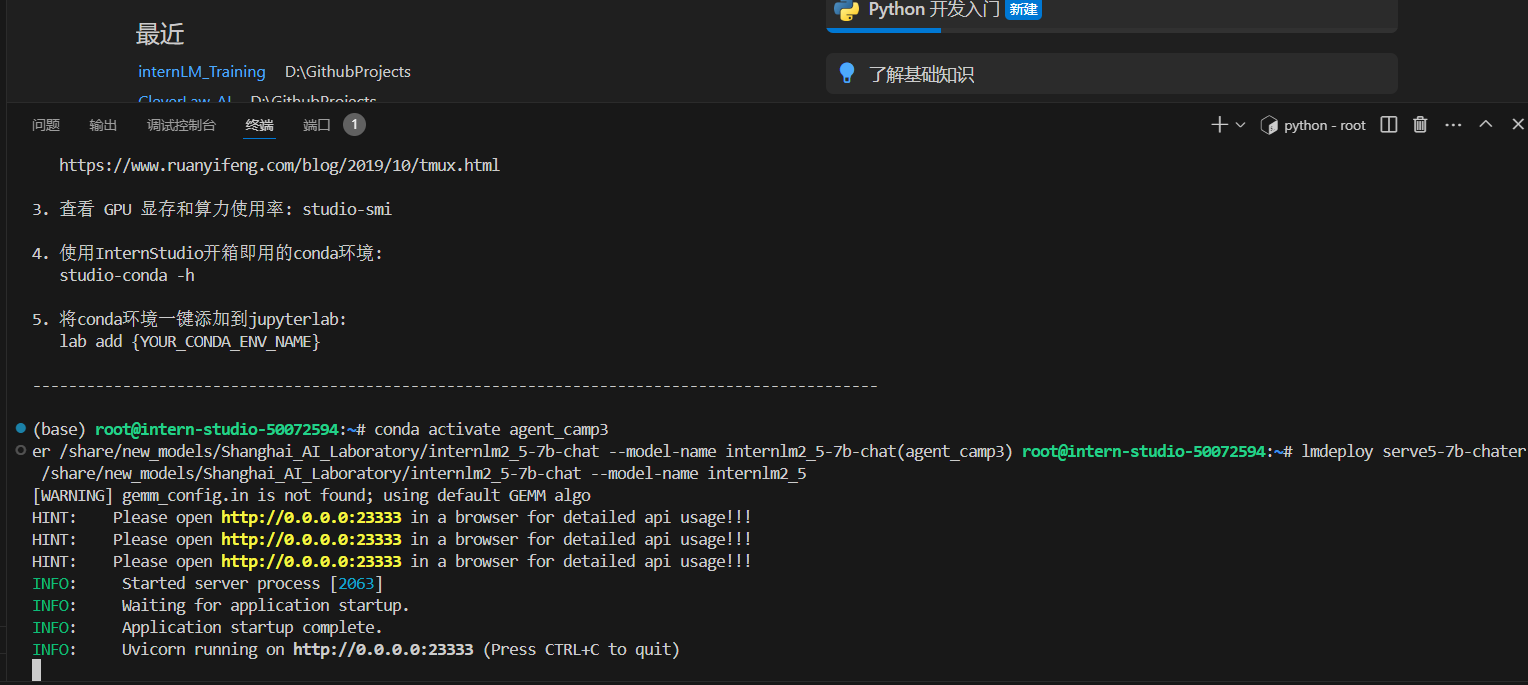 Python 开发入门 新建
最近
internLM_Training D:\GithubProjects
了解基础知识
CleverLaw_AI D:\GithubProjects
问题 输出 调试控制台 终端 端口 1 python - root
https://www.ruanyifeng.com/blog/2019/10/tmux.html
3. 查看 GPU 显存和算力使用率: studio-smi
4. 使用InternStudio开箱即用的conda环境:
studio-conda -h
5. 将conda环境一键添加到jupyterlab:
lab add {YOUR_CONDA_ENV_NAME}
----------------------------------------------------------------------------------------------
(base) root@intern-studio-50072594:~# conda activate agent_camp3
er /share/new_models/Shanghai_AI_Laboratory/internlm2_5-7b-chat --model-name internlm2_5-7b-chat(agent_camp3) root@intern-studio-50072594:~# lmdeploy serve5-7b-chater
/share/new_models/Shanghai_AI_Laboratory/internlm2_5-7b-chat --model-name internlm2_5
[WARNING] gemm_config.in is not found; using default GEMM algo
HINT: Please open http://0.0.0.0:23333 in a browser for detailed api usage!!!
HINT: Please open http://0.0.0.0:23333 in a browser for detailed api usage!!!
HINT: Please open http://0.0.0.0:23333 in a browser for detailed api usage!!!
INFO: Started server process [2063]
INFO: Waiting for application startup.
INFO: Application startup complete.
INFO: Uvicorn running on http://0.0.0.0:23333 (Press CTRL+C to quit)